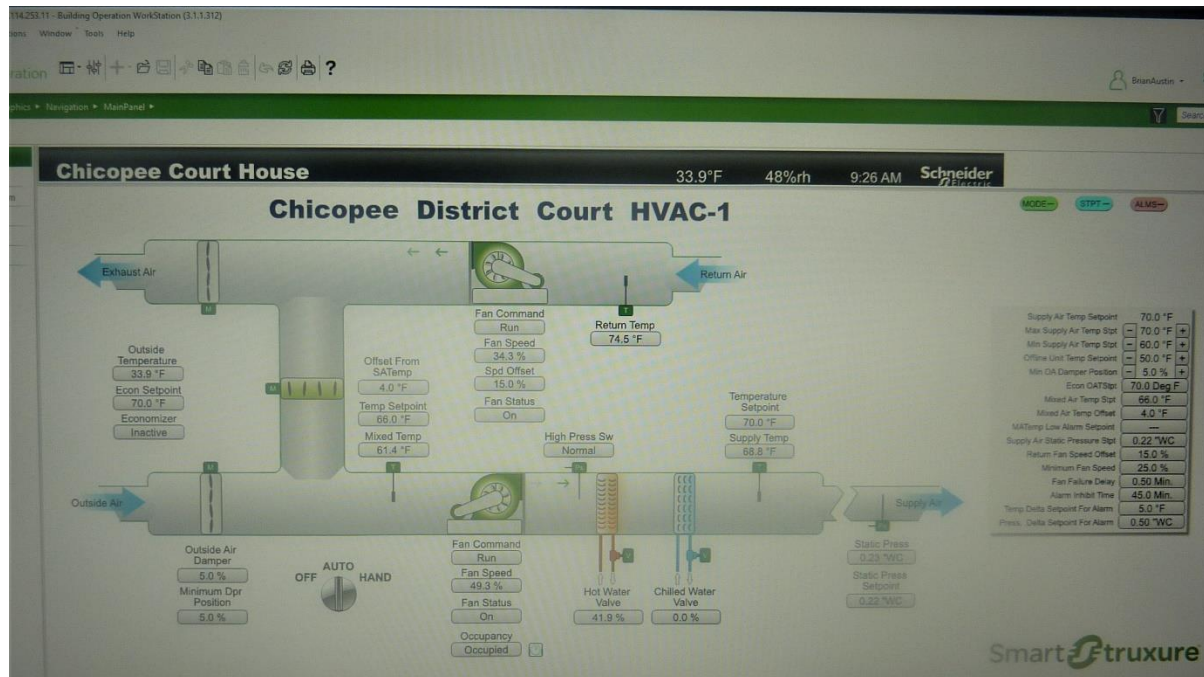 114.253.11 - Building Operation WorkStation (3.1.1.312)
ons Window Tools Help
ration
?
BrianAustin
phics ▸ Navigation ▸ MainPanel ▸
Searc
Chicopee Court House 33.9°F 48%rh 9:26 AM Schneider Electric
Chicopee District Court HVAC-1
MODE STPT ALMS
Exhaust Air
Return Air
M
T
Fan Command
Run
Fan Speed
34.3 %
Spd Offset
15.0 %
Fan Status
On
Return Temp
74.5 °F
Outside
Temperature
33.9 °F
Econ Setpoint
70.0 °F
Economizer
Inactive
M
Offset From
SATemp
4.0 °F
Temp Setpoint
66.0 °F
Mixed Temp
61.4 °F
High Press Sw
Normal
Temperature
Setpoint
70.0 °F
Supply Temp
68.8 °F
M
T
T
Outside Air
Supply Air
Outside Air
Damper
5.0 %
Minimum Dpr
Position
5.0 %
OFF AUTO HAND
Fan Command
Run
Fan Speed
49.3 %
Fan Status
On
Occupancy
Occupied
Hot Water
Valve
41.9 %
Chilled Water
Valve
0.0 %
Static Press
0.23 "WC
Static Press
Setpoint
0.22 "WC
Supply Air Temp Setpoint 70.0 °F
Max Supply Air Temp Stpt - 70.0 °F +
Min Supply Air Temp Stpt - 60.0 °F +
Offline Unit Temp Setpoint - 50.0 °F +
Min OA Damper Position - 5.0 % +
Econ OATStpt 70.0 Deg F
Mixed Air Temp Stpt 66.0 °F
Mixed Air Temp Offset 4.0 °F
MATemp Low Alarm Setpoint ---
Supply Air Static Pressure Stpt 0.22 "WC
Return Fan Speed Offset 15.0 %
Minimum Fan Speed 25.0 %
Fan Failure Delay 0.50 Min.
Alarm Inhibit Time 45.0 Min.
Temp Delta Setpoint For Alarm 5.0 °F
Press. Delta Setpoint For Alarm 0.50 "WC
SmartStruxure